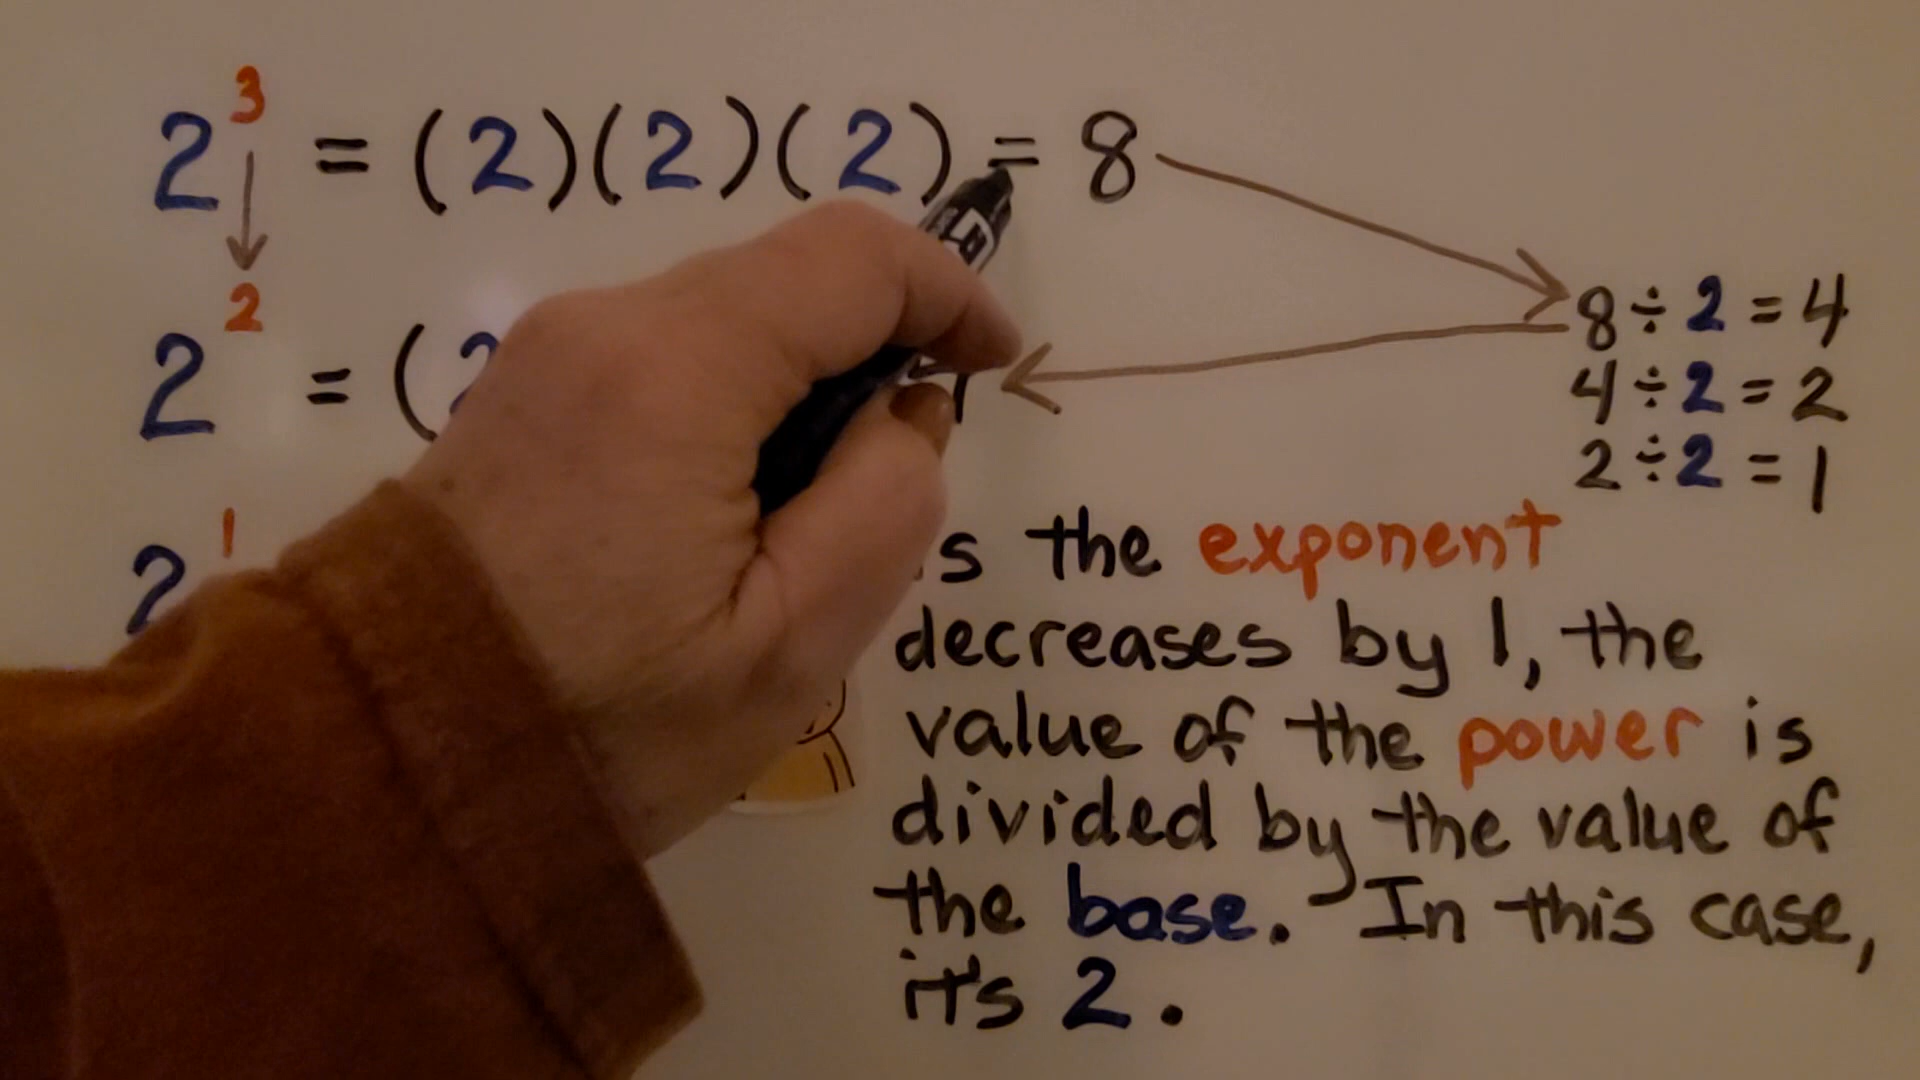 2³ = (2)(2)(2) = 8
8 ÷ 2 = 4
2² = (2 4
4 ÷ 2 = 2
2 ÷ 2 = 1
2¹
s the exponent
decreases by 1, the
value of the power is
divided by the value of
the base. In this case,
it's 2.